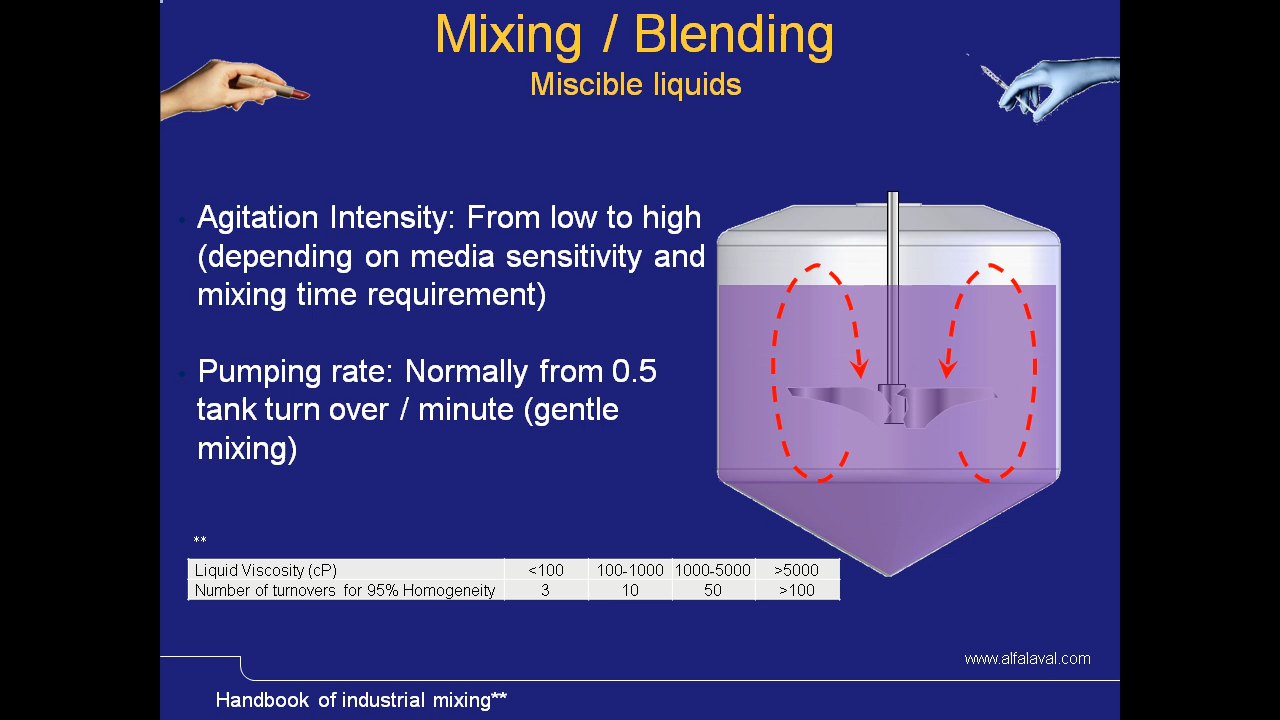 Mixing / Blending
Miscible liquids
• Agitation Intensity: From low to high
(depending on media sensitivity and
mixing time requirement)
• Pumping rate: Normally from 0.5
tank turn over / minute (gentle
mixing)
**
Liquid Viscosity (cP) <100 100-1000 1000-5000 >5000
Number of turnovers for 95% Homogeneity 3 10 50 >100
www.alfalaval.com
Handbook of industrial mixing**